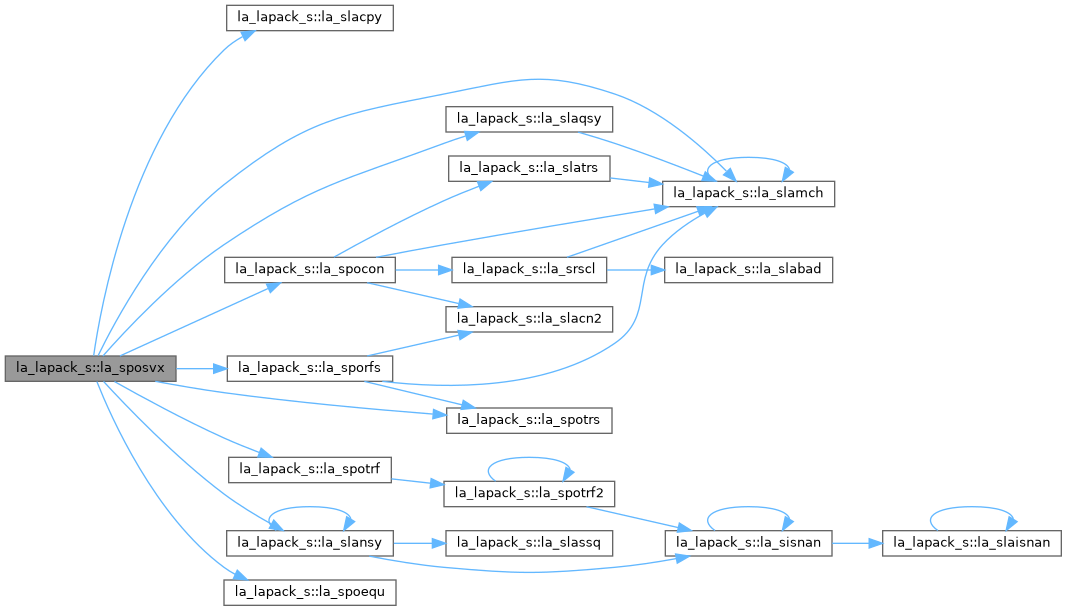 la_lapack_s::la_slacpy
la_lapack_s::la_slaqsy
la_lapack_s::la_slatrs
la_lapack_s::la_slamch
la_lapack_s::la_spocon
la_lapack_s::la_srscl
la_lapack_s::la_slabad
la_lapack_s::la_slacn2
la_lapack_s::la_sposvx
la_lapack_s::la_sporfs
la_lapack_s::la_spotrs
la_lapack_s::la_spotrf
la_lapack_s::la_spotrf2
la_lapack_s::la_slansy
la_lapack_s::la_slassq
la_lapack_s::la_sisnan
la_lapack_s::la_slaisnan
la_lapack_s::la_spoequ